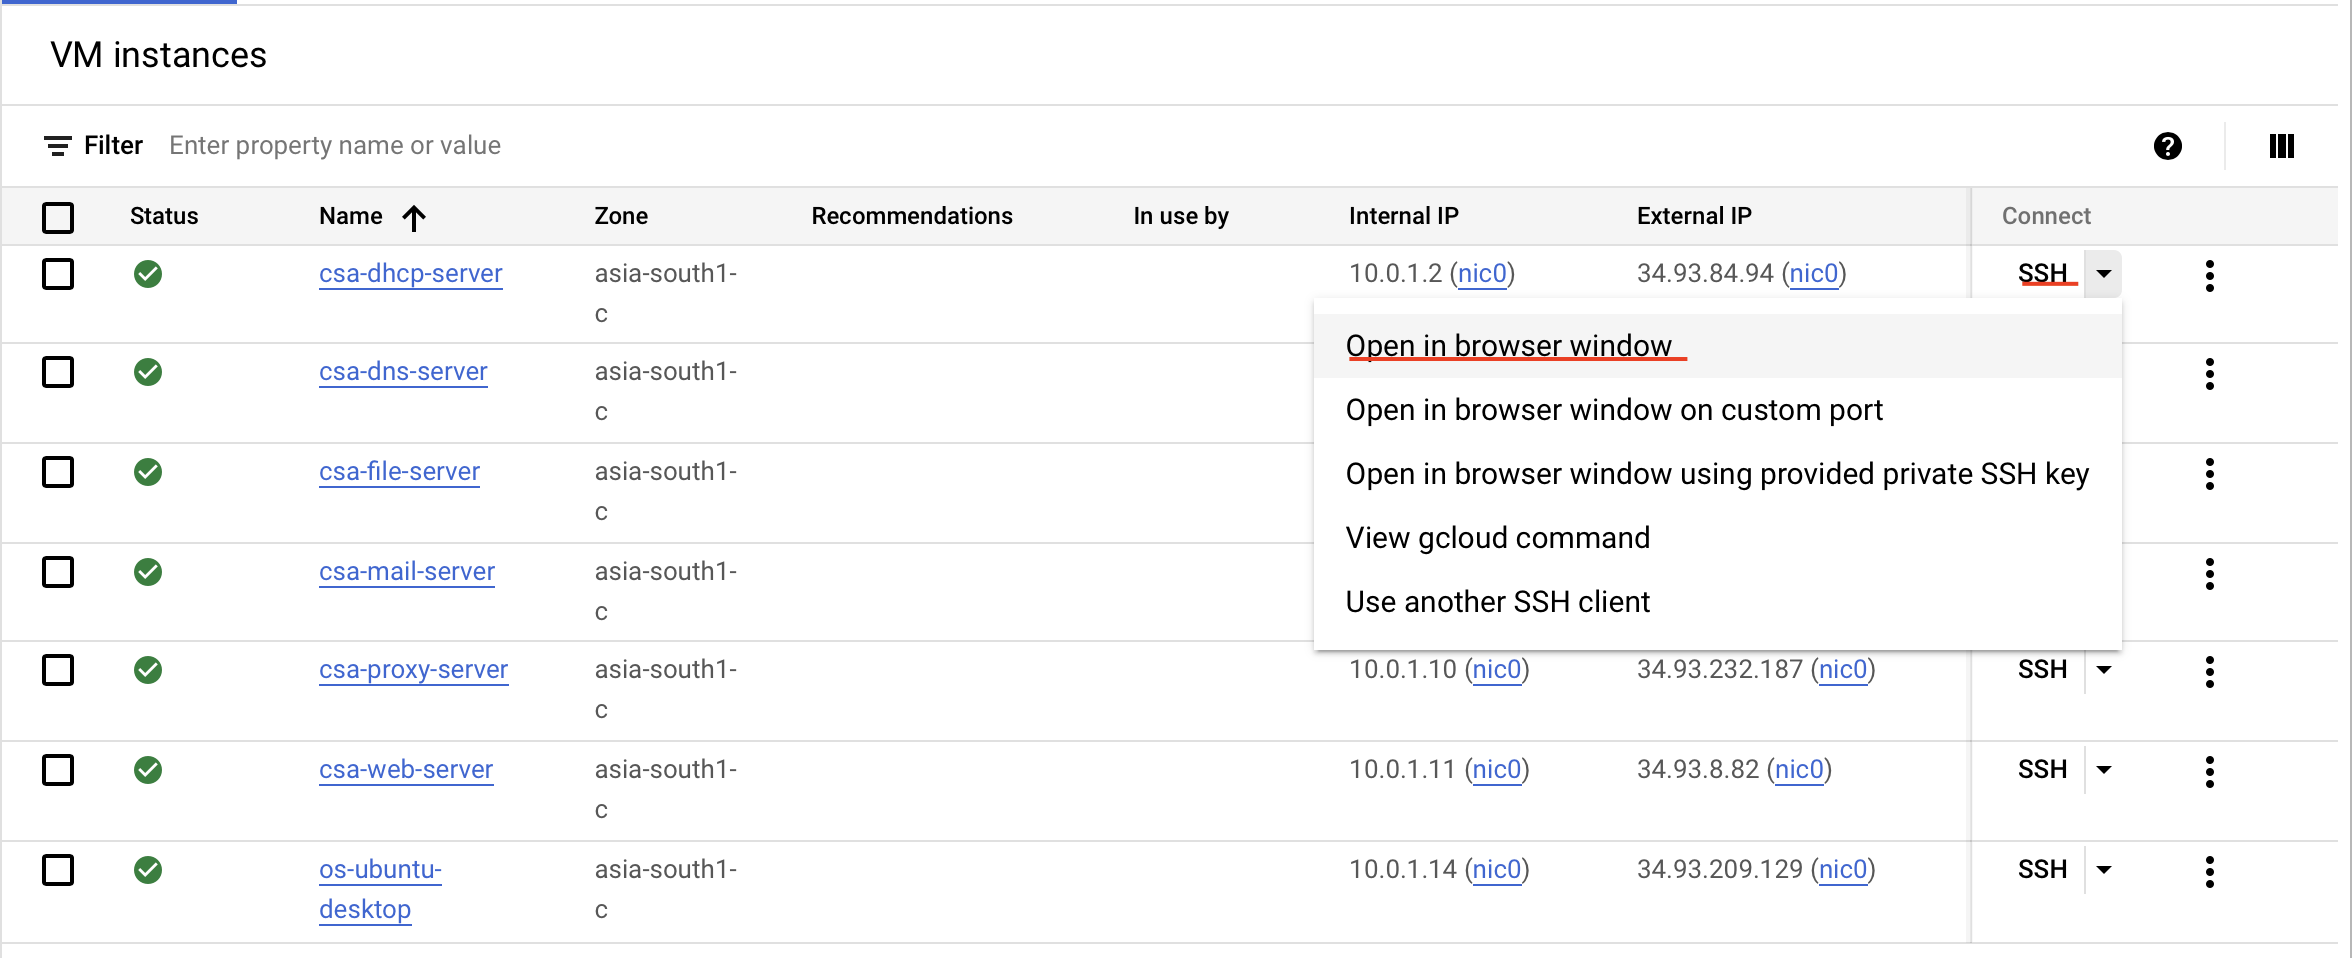 VM instances
Filter Enter property name or value
Status Name Zone Recommendations In use by Internal IP External IP Connect
csa-dhcp-server asia-south1-c 10.0.1.2 (nic0) 34.93.84.94 (nic0) SSH
Open in browser window
Open in browser window on custom port
Open in browser window using provided private SSH key
View gcloud command
Use another SSH client
csa-dns-server asia-south1-c
csa-file-server asia-south1-c
csa-mail-server asia-south1-c
csa-proxy-server asia-south1-c 10.0.1.10 (nic0) 34.93.232.187 (nic0) SSH
csa-web-server asia-south1-c 10.0.1.11 (nic0) 34.93.8.82 (nic0) SSH
os-ubuntu-desktop asia-south1-c 10.0.1.14 (nic0) 34.93.209.129 (nic0) SSH